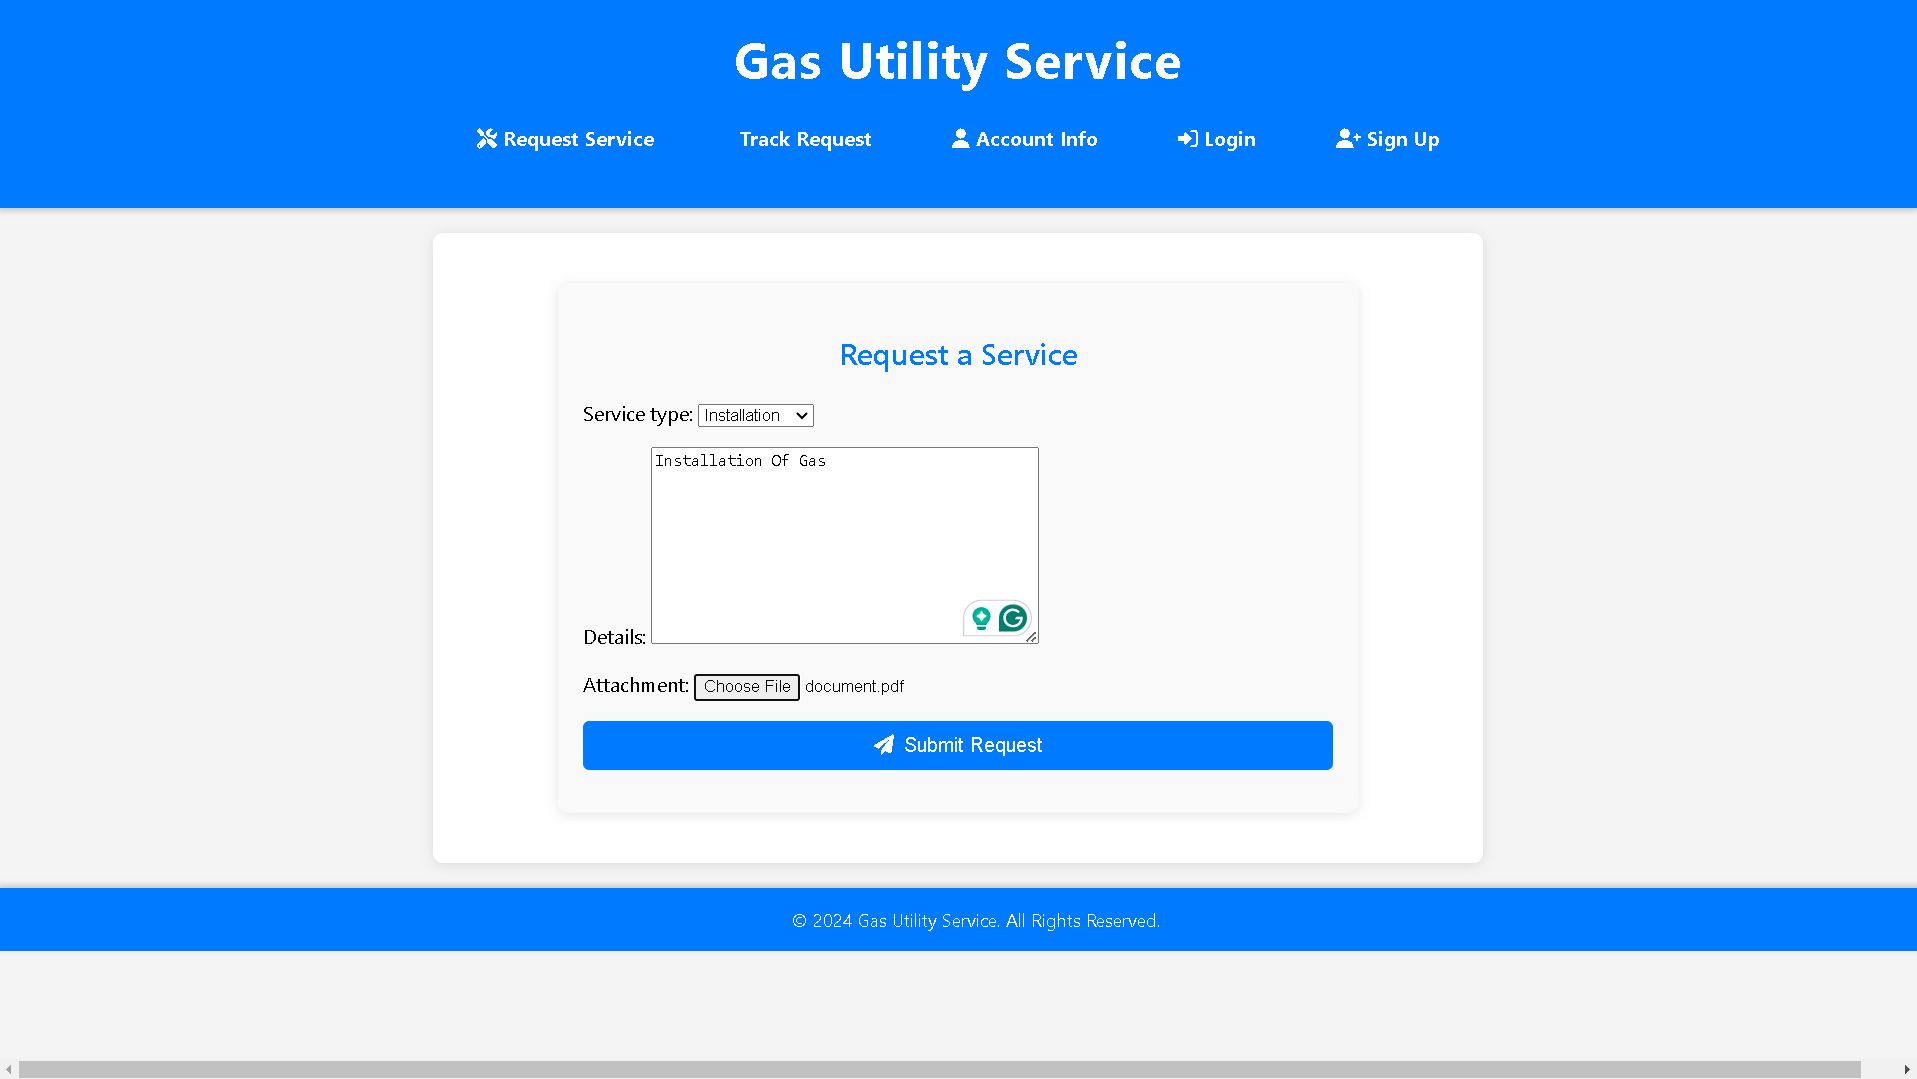 Gas Utility Service
Request Service Track Request Account Info Login Sign Up
Request a Service
Service type: Installation
Installation Of Gas
Details:
Attachment: Choose File document.pdf
Submit Request
© 2024 Gas Utility Service. All Rights Reserved.